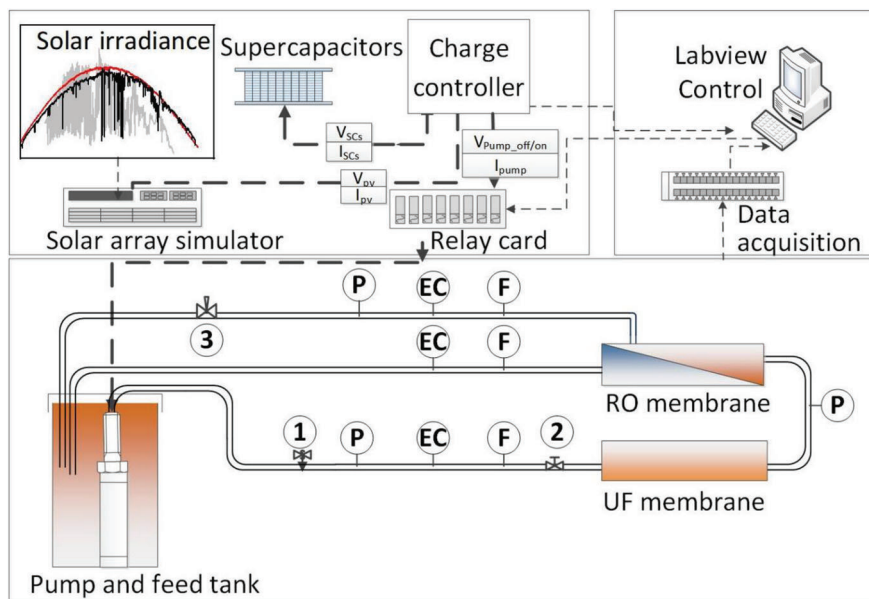 Solar irradiance
Supercapacitors
Charge
controller
Labview
Control
V_SCs
I_SCs
V_Pump_off/on
I_pump
V_pv
I_pv
Solar array simulator
Relay card
Data
acquisition
P
EC
F
3
EC
F
RO membrane
P
1
P
EC
F
2
UF membrane
Pump and feed tank